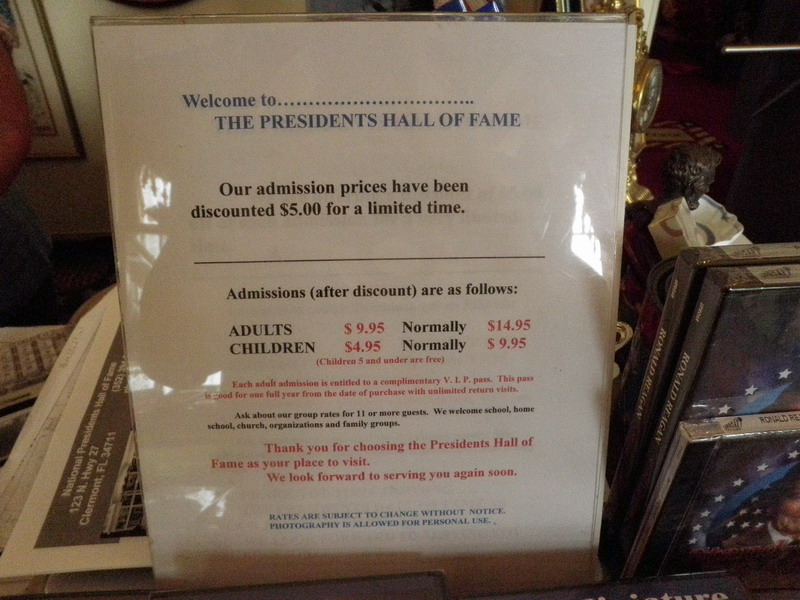 Welcome to…………………………..
THE PRESIDENTS HALL OF FAME
Our admission prices have been
discounted $5.00 for a limited time.
Admissions (after discount) are as follows:
ADULTS $ 9.95 Normally $14.95
CHILDREN $4.95 Normally $ 9.95
(Children 5 and under are free)
Each adult admission is entitled to a complimentary V. I. P. pass. This pass
is good for one full year from the date of purchase with unlimited return visits.
Ask about our group rates for 11 or more guests. We welcome school, home
school, church, organizations and family groups.
Thank you for choosing the Presidents Hall of
Fame as your place to visit.
We look forward to serving you again soon.
RATES ARE SUBJECT TO CHANGE WITHOUT NOTICE.
PHOTOGRAPHY IS ALLOWED FOR PERSONAL USE.
National Presidents Hall of Fame
123 N. Hwy 27
Clermont, FL 34711
(352)
RONALD REAGAN
RONALD REAGAN
RONALD